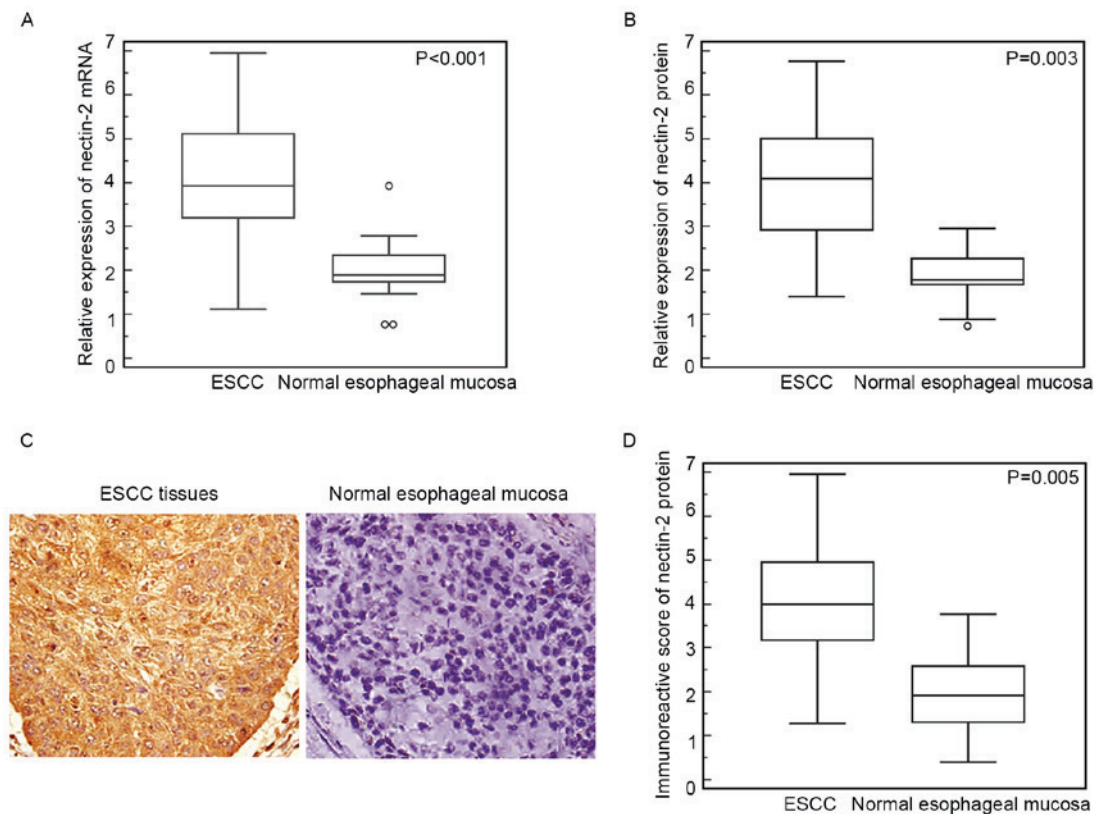 A
Relative expression of nectin-2 mRNA
7
6
5
4
3
2
1
0
P<0.001
ESCC Normal esophageal mucosa
B
Relative expression of nectin-2 protein
7
6
5
4
3
2
1
0
P=0.003
ESCC Normal esophageal mucosa
C
ESCC tissues
Normal esophageal mucosa
D
Immunoreactive score of nectin-2 protein
7
6
5
4
3
2
1
0
P=0.005
ESCC Normal esophageal mucosa